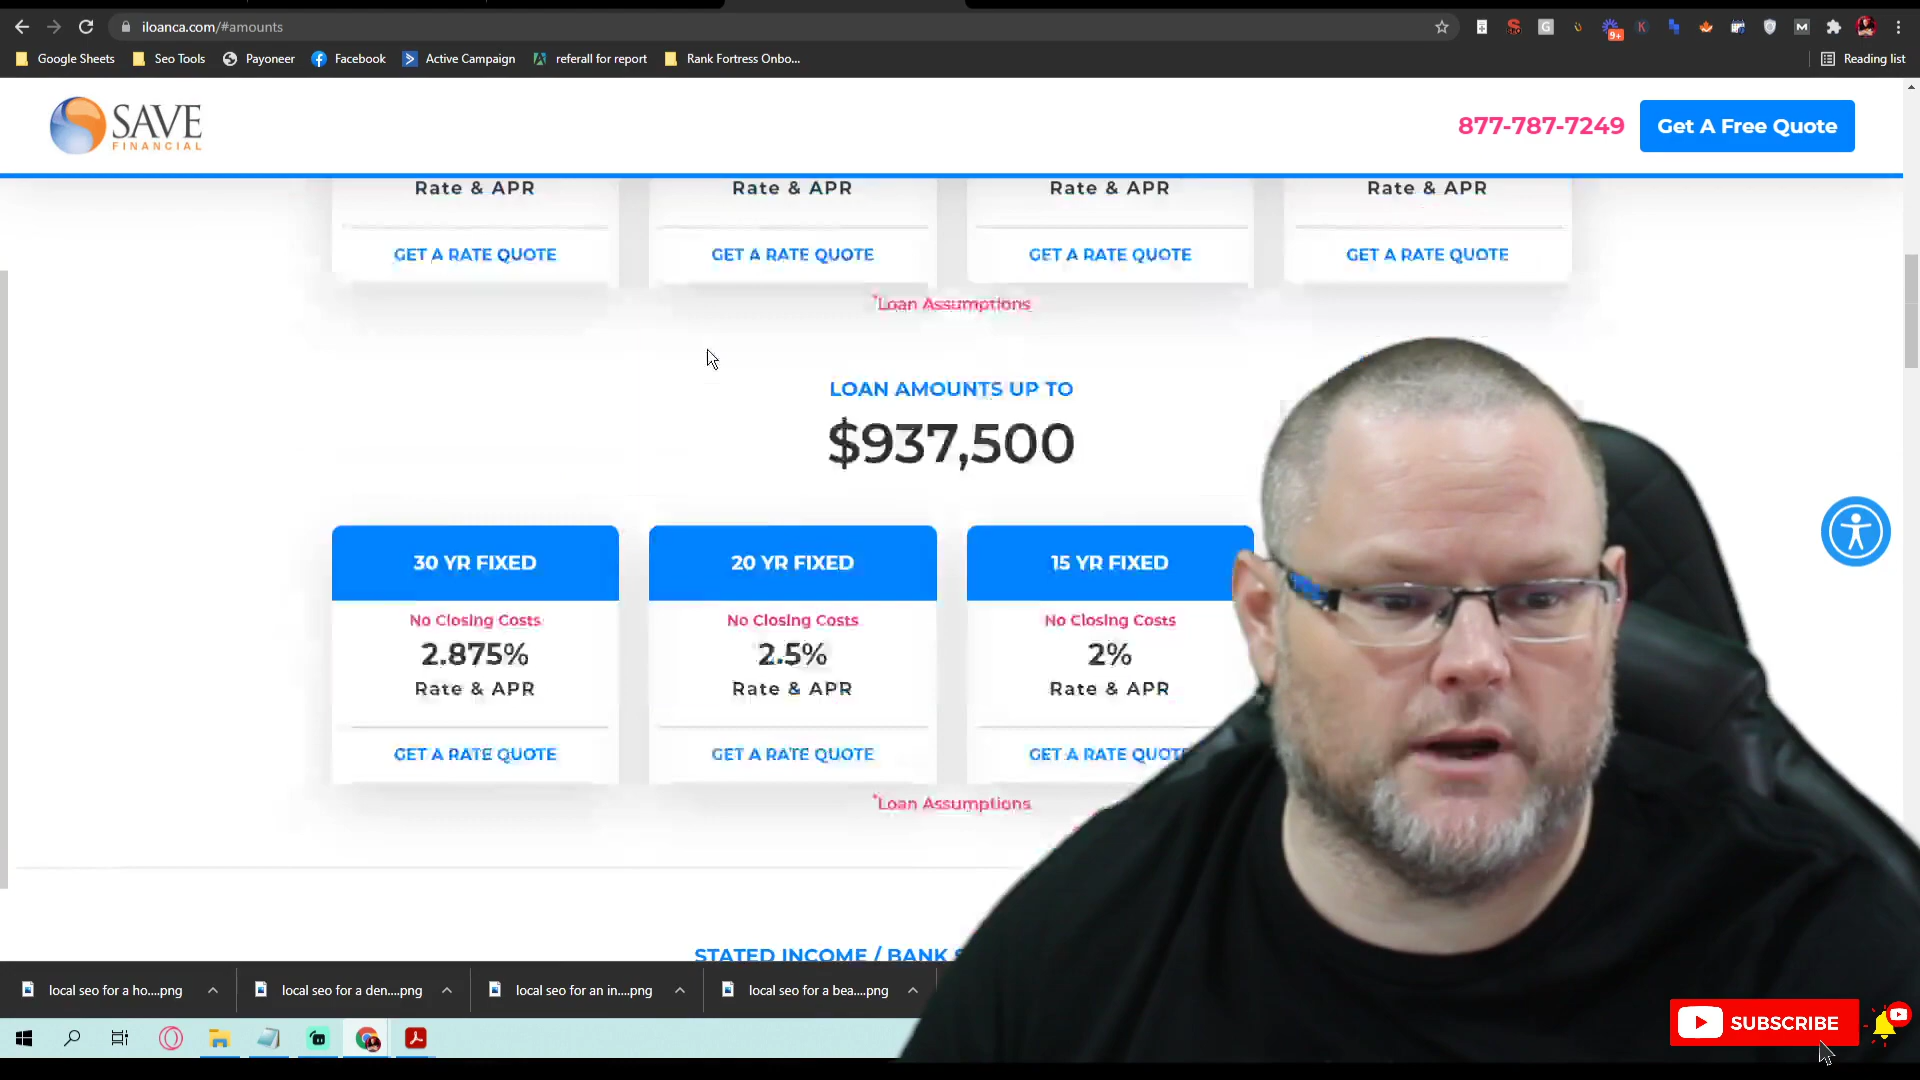 iloanca.com/#amounts
9+
Google Sheets
Seo Tools
Payoneer
Facebook
Active Campaign
referall for report
Rank Fortress Onbo...
Reading list
SAVE
FINANCIAL
877-787-7249
Get A Free Quote
Rate & APR
Rate & APR
Rate & APR
Rate & APR
GET A RATE QUOTE
GET A RATE QUOTE
GET A RATE QUOTE
GET A RATE QUOTE
*Loan Assumptions
LOAN AMOUNTS UP TO
$937,500
30 YR FIXED
20 YR FIXED
15 YR FIXED
No Closing Costs
No Closing Costs
No Closing Costs
2.875%
2.5%
2%
Rate & APR
Rate & APR
Rate & APR
GET A RATE QUOTE
GET A RATE QUOTE
GET A RATE QUOTE
*Loan Assumptions
STATED INCOME / BANK S
local seo for a ho....png
local seo for a den....png
local seo for an in....png
local seo for a bea....png
SUBSCRIBE